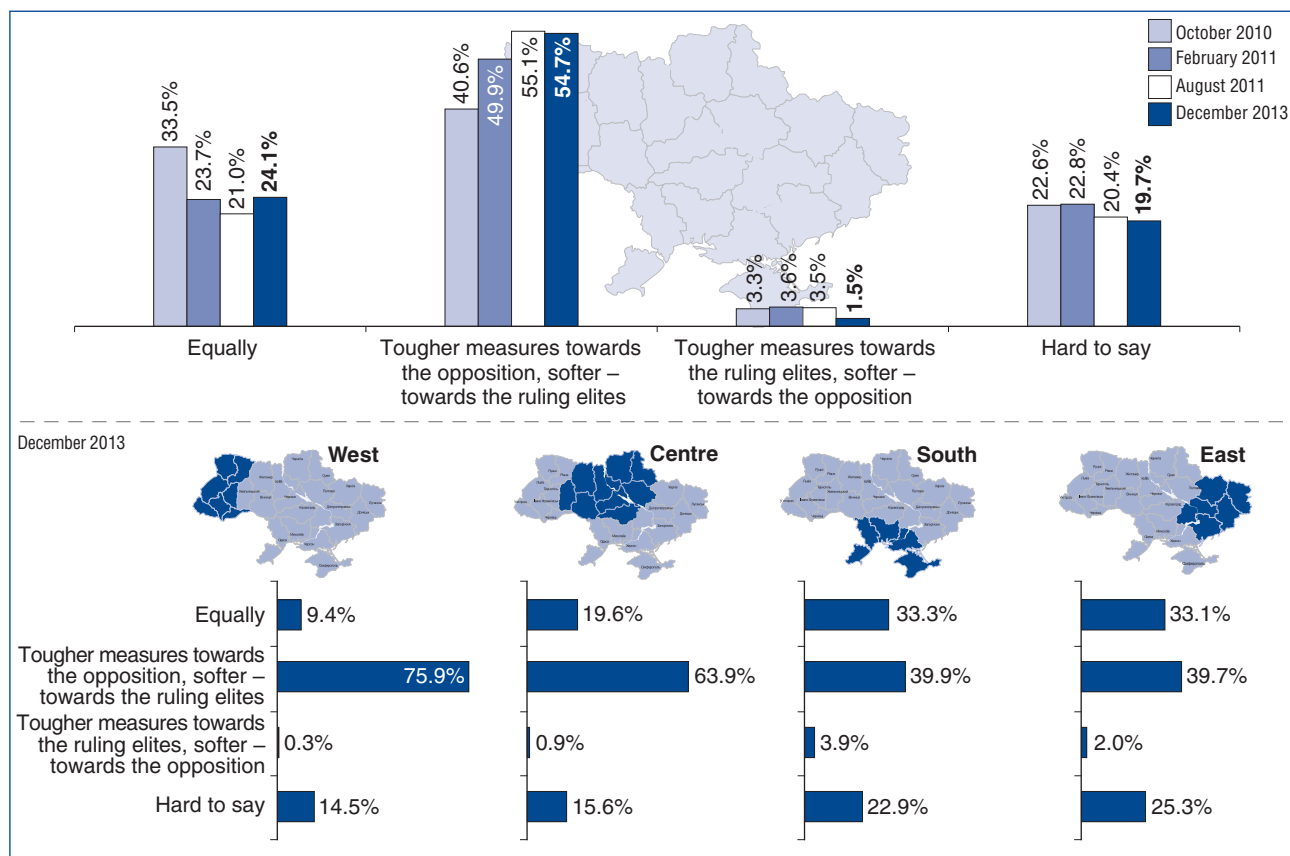 October 2010
February 2011
August 2011
December 2013
33.5%
23.7%
21.0%
24.1%
40.6%
49.9%
55.1%
54.7%
3.3%
3.6%
3.5%
1.5%
22.6%
22.8%
20.4%
19.7%
Equally
Tougher measures towards
the opposition, softer –
towards the ruling elites
Tougher measures towards
the ruling elites, softer –
towards the opposition
Hard to say
December 2013
West
Centre
South
East
Equally
9.4%
19.6%
33.3%
33.1%
Tougher measures towards
the opposition, softer –
towards the ruling elites
75.9%
63.9%
39.9%
39.7%
Tougher measures towards
the ruling elites, softer –
towards the opposition
0.3%
0.9%
3.9%
2.0%
Hard to say
14.5%
15.6%
22.9%
25.3%